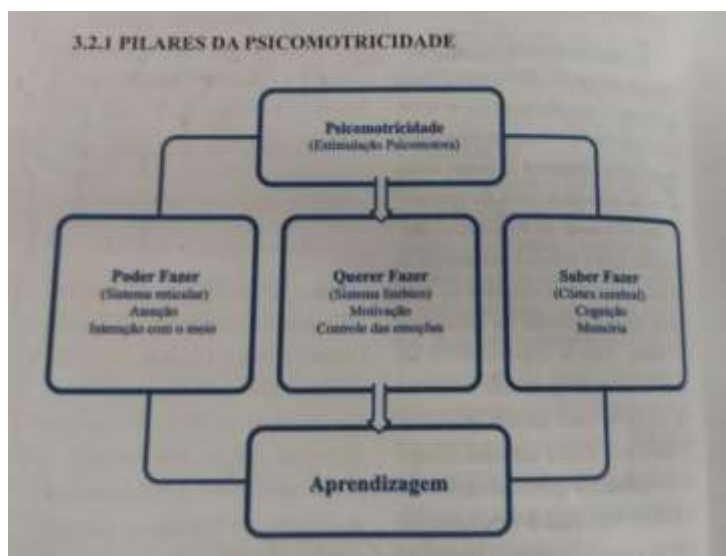 3.2.1 PILARES DA PSICOMOTRICIDADE
Psicomotricidade
(Estimulação Psicomotora)
Poder Fazer
(Sistema reticular)
Atenção
Interação com o meio
Querer Fazer
(Sistema límbico)
Motivação
Controle das emoções
Saber Fazer
(Córtex cerebral)
Cognição
Memória
Aprendizagem